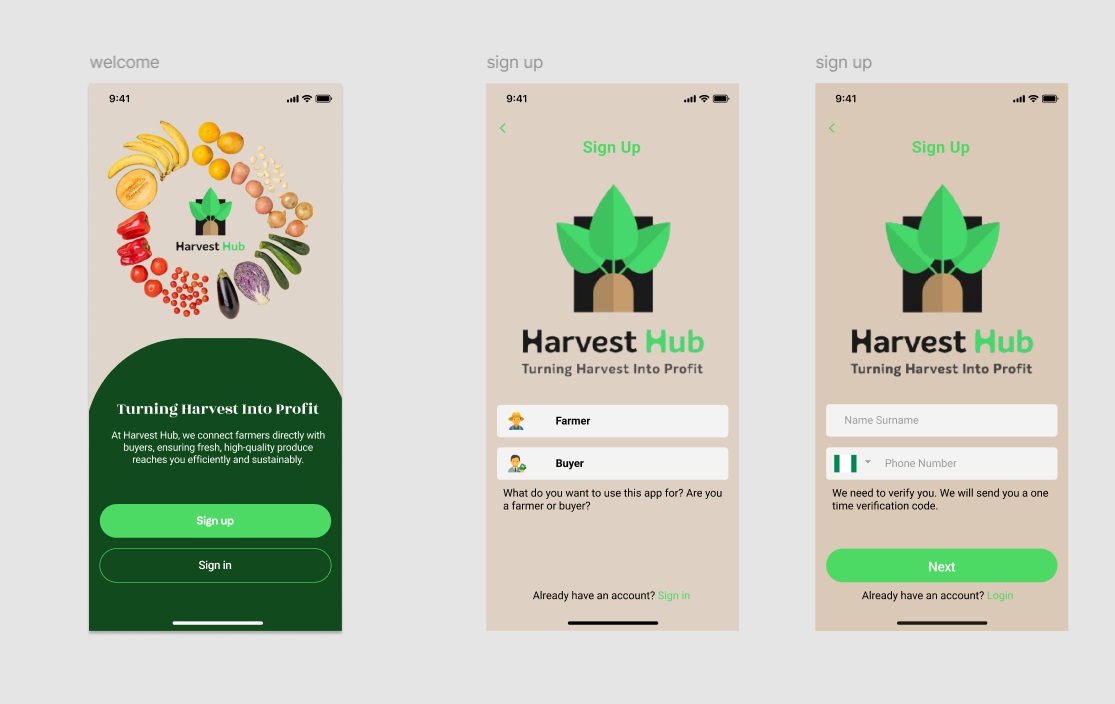 welcome
9:41
Harvest Hub
Turning Harvest Into Profit
At Harvest Hub, we connect farmers directly with
buyers, ensuring fresh, high-quality produce
reaches you efficiently and sustainably.
Sign up
Sign in
sign up
9:41
Sign Up
Harvest Hub
Turning Harvest Into Profit
Farmer
Buyer
What do you want to use this app for? Are you
a farmer or buyer?
Already have an account? Sign in
sign up
9:41
Sign Up
Harvest Hub
Turning Harvest Into Profit
Name Surname
Phone Number
We need to verify you. We will send you a one
time verification code.
Next
Already have an account? Login